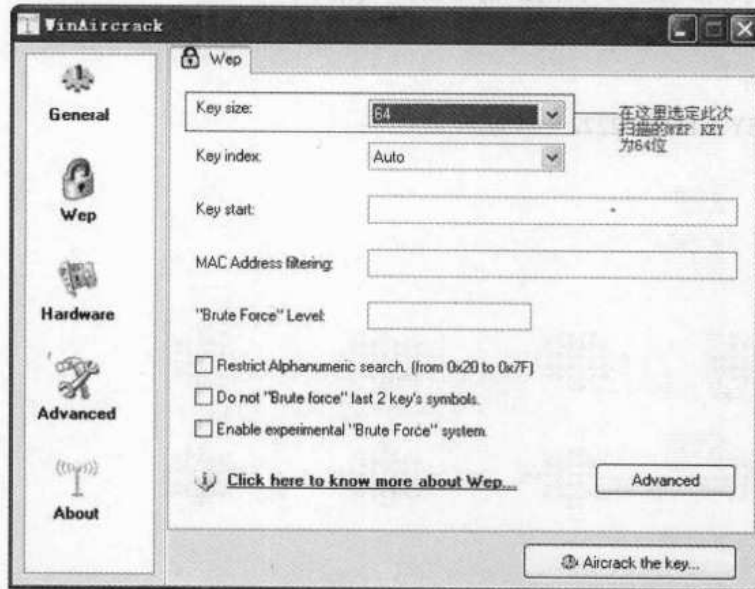 WinAircrack
General
Wep
Hardware
Advanced
About
Wep
Key size:
64
在这里选定此次
扫描的WEP KEY
为64位
Key index:
Auto
Key start:
MAC Address filtering:
"Brute Force" Level:
Restrict Alphanumeric search. (from 0x20 to 0x7F)
Do not "Brute force" last 2 key's symbols.
Enable experimental "Brute Force" system.
Click here to know more about Wep...
Advanced
Aircrack the key...